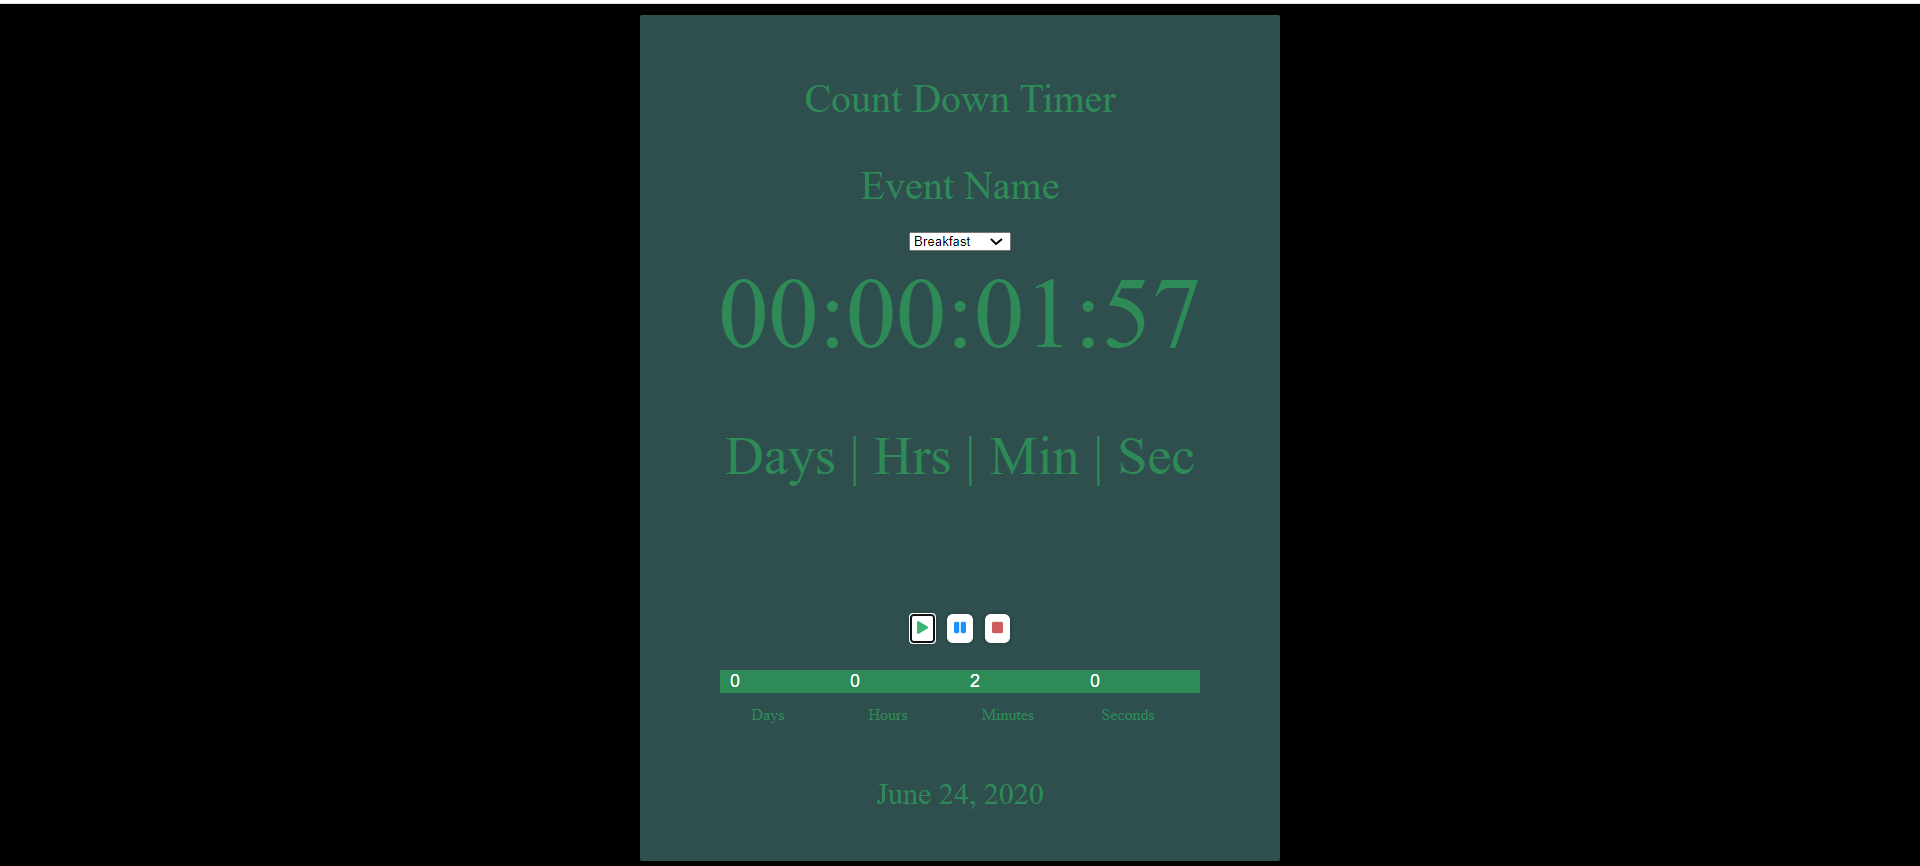 Count Down Timer
Event Name
Breakfast
00:00:01:57
Days | Hrs | Min | Sec
0 0 2 0
Days Hours Minutes Seconds
June 24, 2020